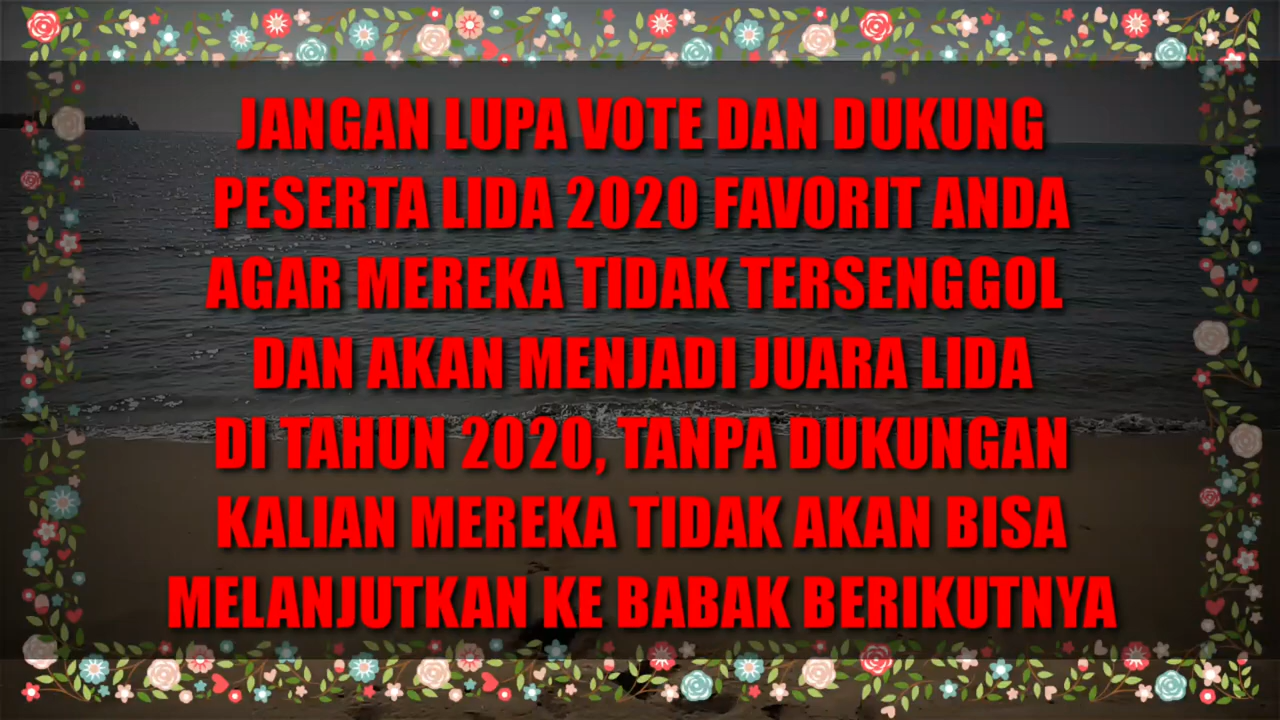 JANGAN LUPA VOTE DAN DUKUNG
PESERTA LIDA 2020 FAVORIT ANDA
AGAR MEREKA TIDAK TERSENGGOL
DAN AKAN MENJADI JUARA LIDA
DI TAHUN 2020, TANPA DUKUNGAN
KALIAN MEREKA TIDAK AKAN BISA
MELANJUTKAN KE BABAK BERIKUTNYA